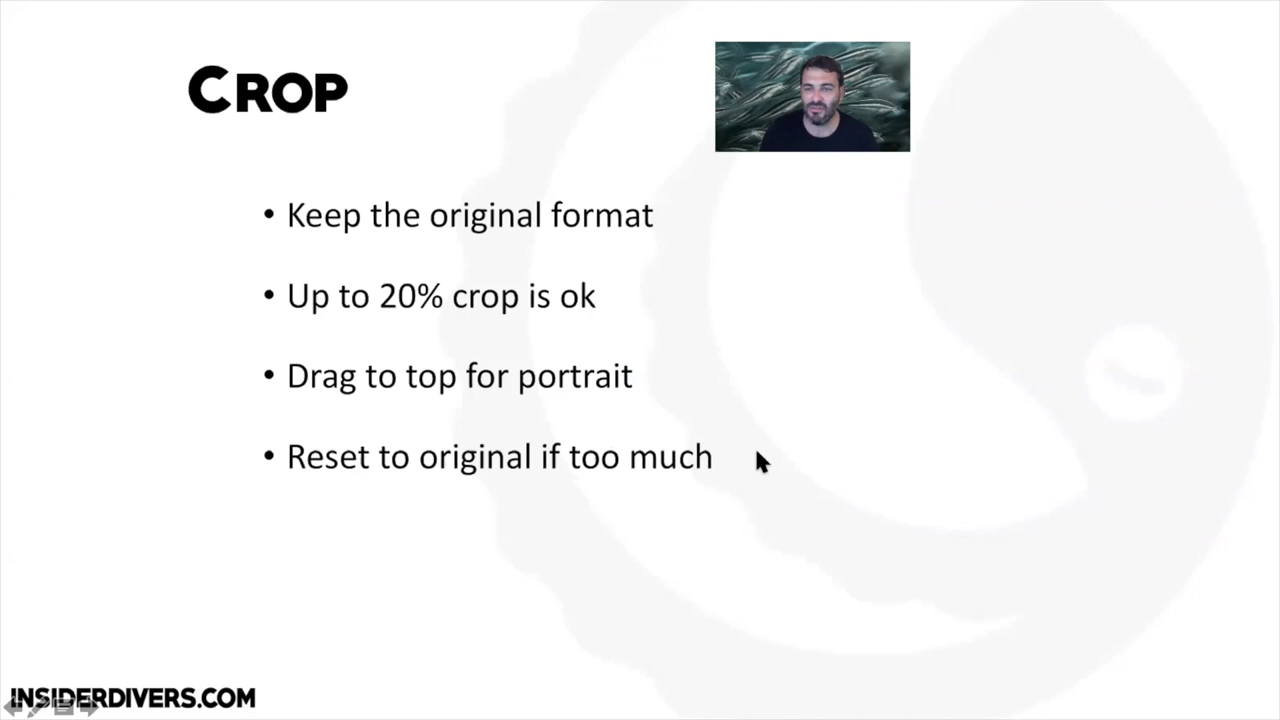 CROP
• Keep the original format
• Up to 20% crop is ok
• Drag to top for portrait
• Reset to original if too much
INSIDERDIVERS.COM